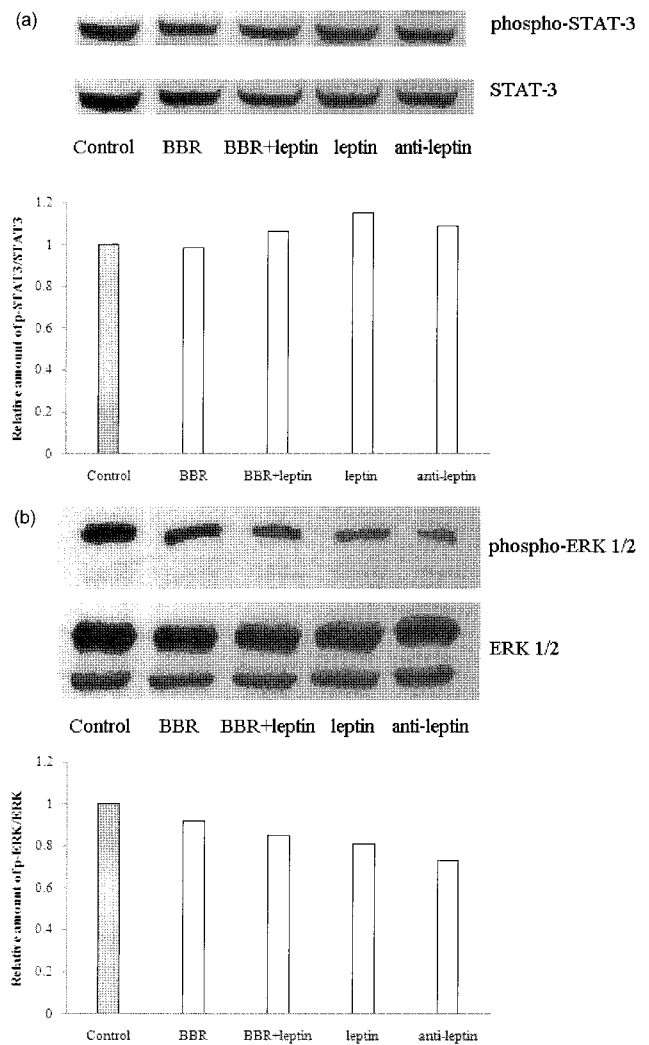 (a)
phospho-STAT-3
STAT-3
Control BBR BBR+leptin leptin anti-leptin
Relative amount of p-STAT3/STAT3
1.2
1
0.8
0.6
0.4
0.2
0
Control BBR BBR+leptin leptin anti-leptin
(b)
phospho-ERK 1/2
ERK 1/2
Control BBR BBR+leptin leptin anti-leptin
Relative amount of p-ERK/ERK
1.2
1
0.8
0.6
0.4
0.2
0
Control BBR BBR+leptin leptin anti-leptin